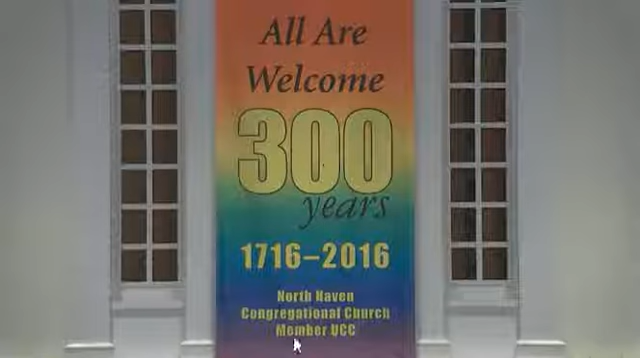 All Are
Welcome
300
years
1716–2016
North Haven
Congregational Church
Member UCC